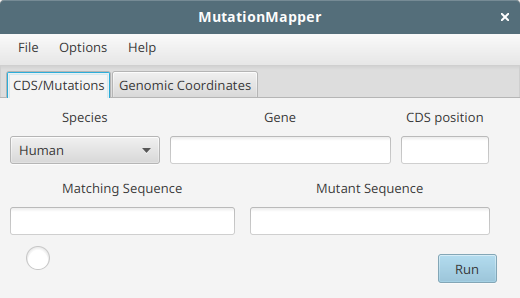 MutationMapper
File Options Help
CDS/Mutations Genomic Coordinates
Species Gene CDS position
Human
Matching Sequence Mutant Sequence
Run